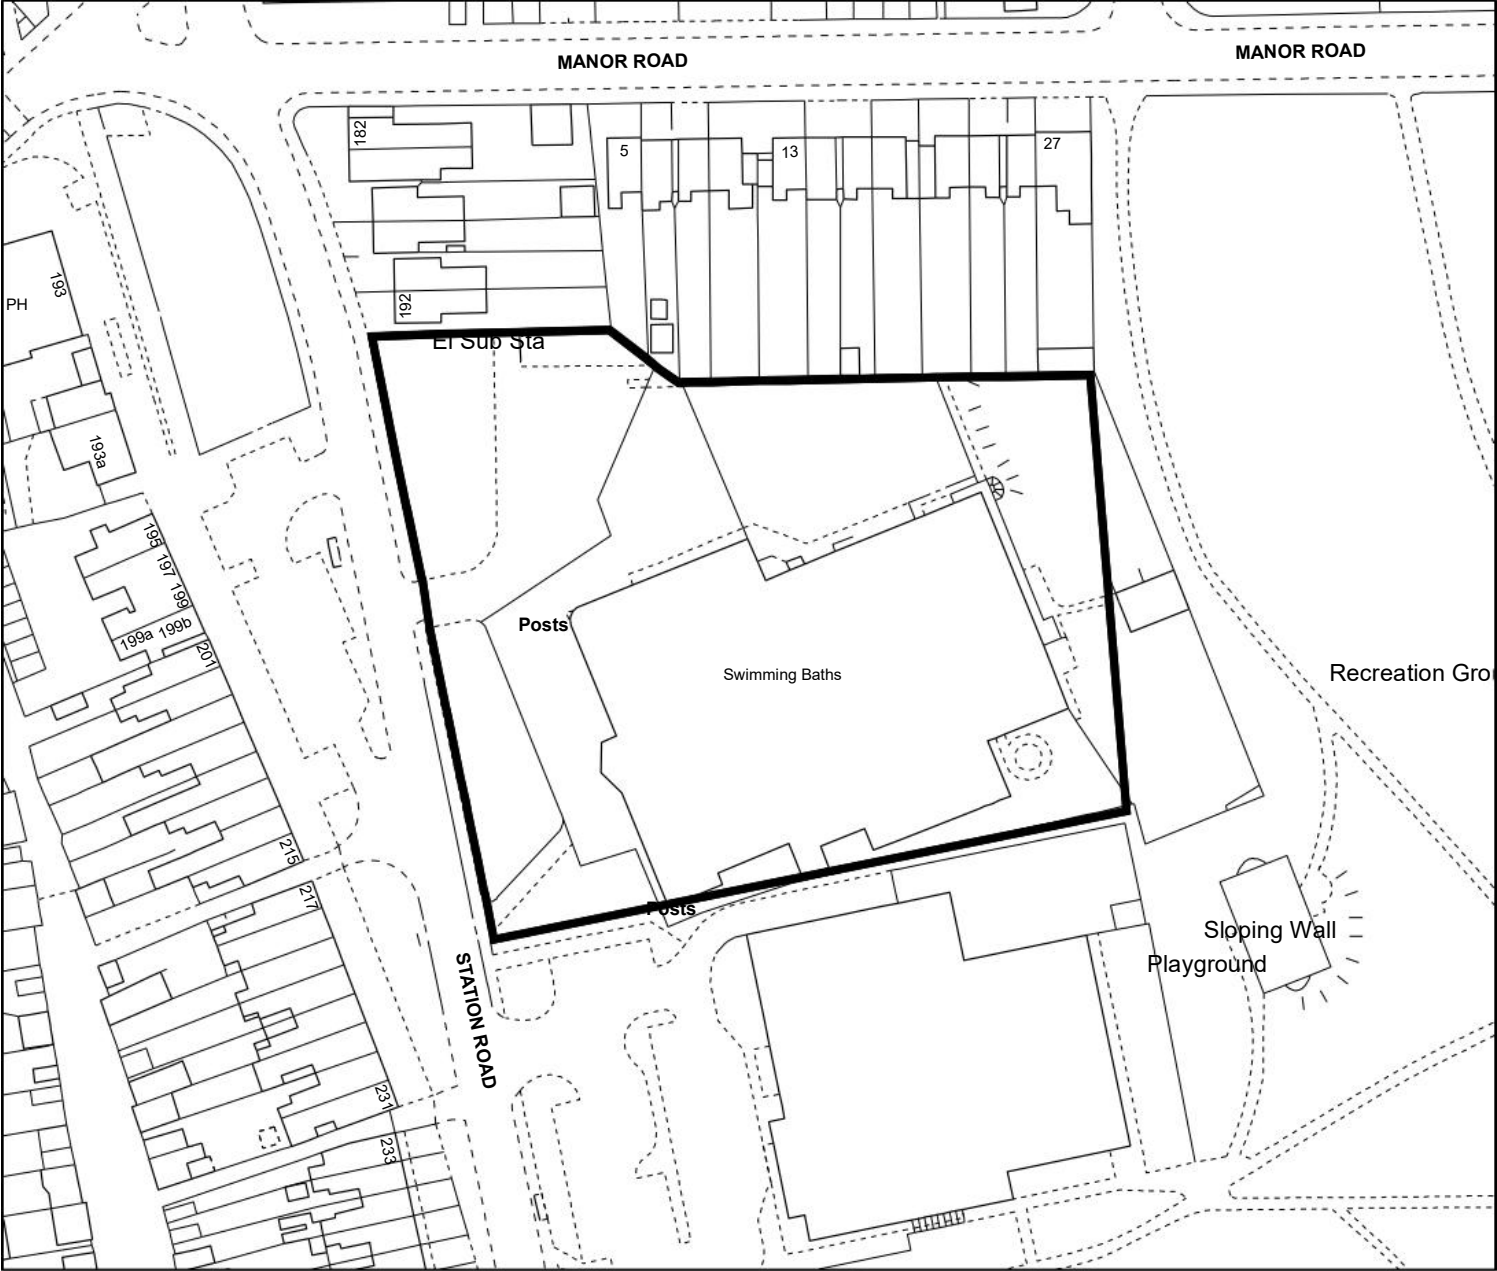 MANOR ROAD
MANOR ROAD
182
5
13
27
193
PH
192
El Sub Sta
193a
195
197
199
199a
199b
201
Posts
Swimming Baths
Recreation Gro
215
217
Posts
Sloping Wall
Playground
STATION ROAD
231
233